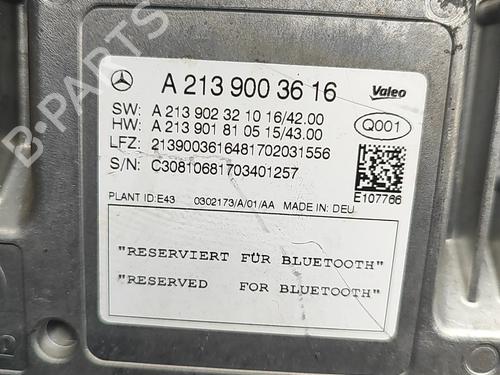 A 213 900 36 16
Valeo
SW: A 213 902 32 10 16/42.00
HW: A 213 901 81 05 15/43.00
Q001
LFZ: 2139003616481702031556
S/N: C30810681703401257
E107766
PLANT ID: E43 0302173/A/01/AA MADE IN: DEU
"RESERVIERT FÜR BLUETOOTH"
"RESERVED FOR BLUETOOTH"
B-Parts